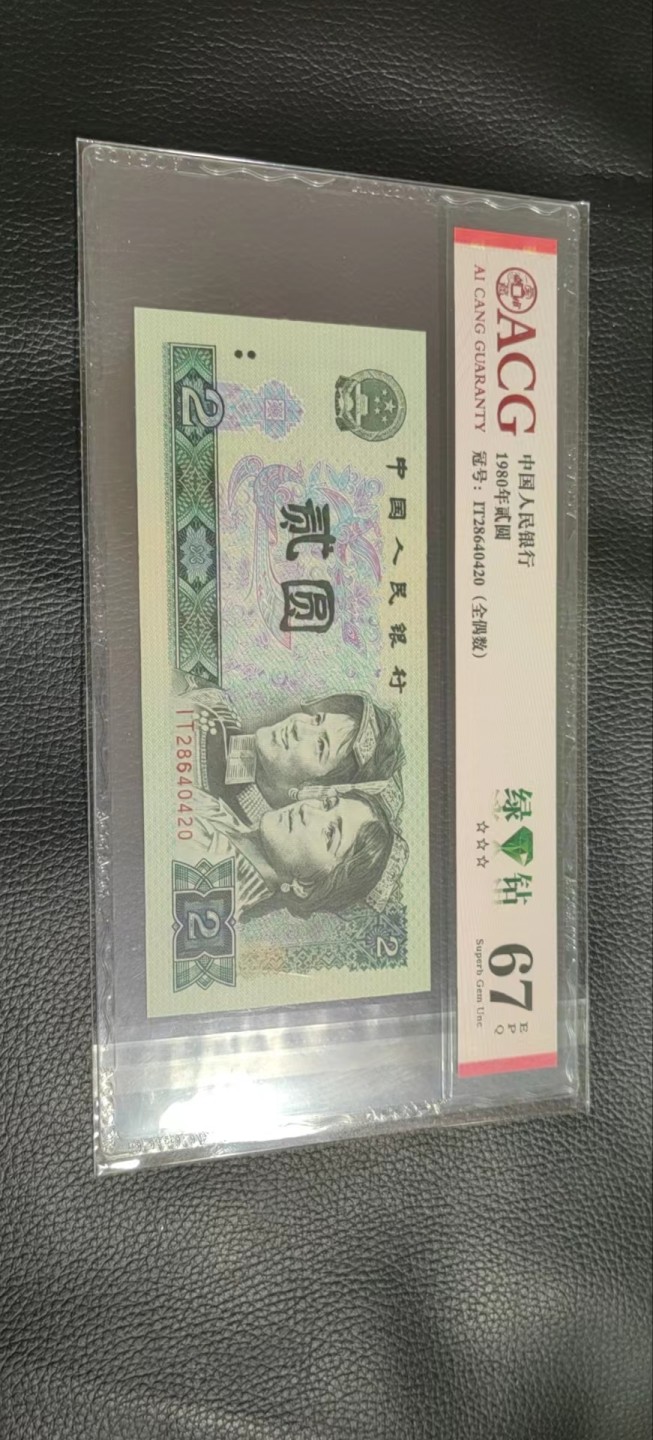 ACG
AI CANG GUARANTY
中国人民银行
1980年贰圆
冠号：IT28640420（全偶数）
绿钻
☆☆☆
67
EPQ
Superb Gem Unc
中国人民银行
贰圆
2
IT28640420
2
2